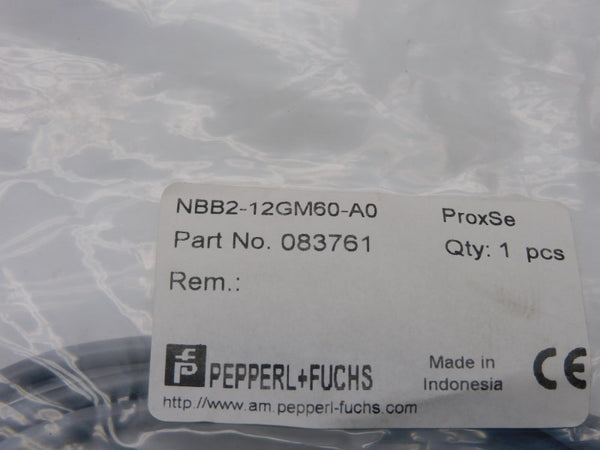 NBB2-12GM60-A0 ProxSe
Part No. 083761 Qty: 1 pcs
Rem.:
PEPPERL+FUCHS Made in
Indonesia CE
http://www.am.pepperl-fuchs.com